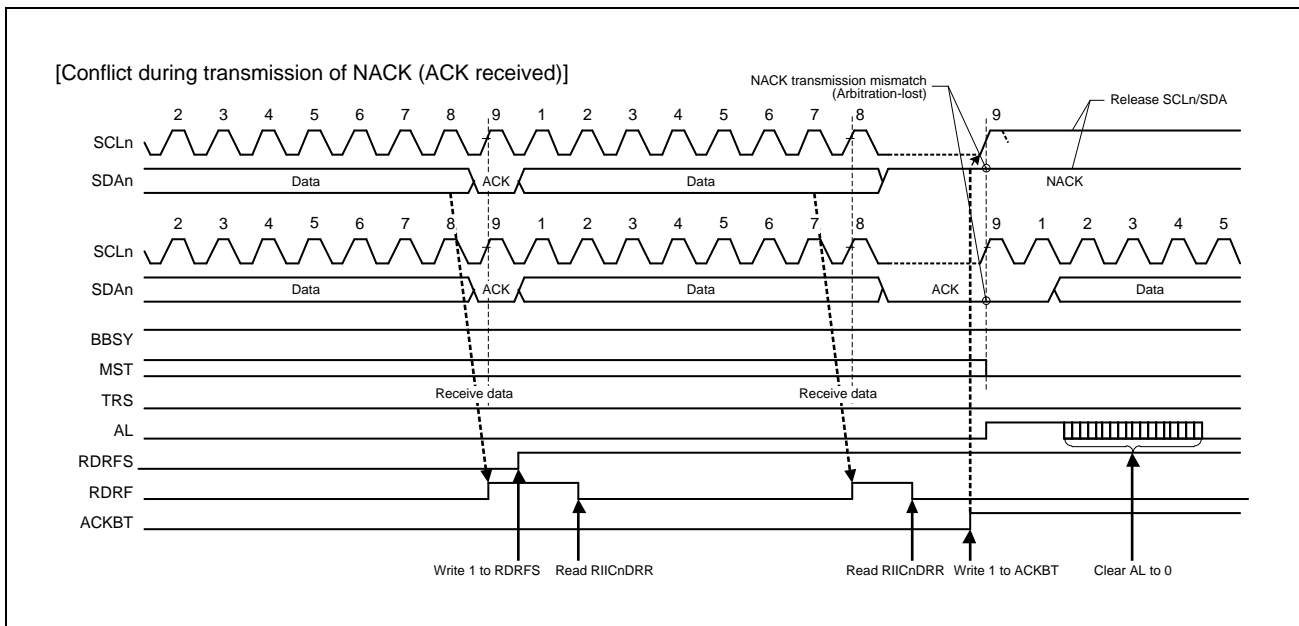 [Conflict during transmission of NACK (ACK received)]
NACK transmission mismatch
(Arbitration-lost)
Release SCLn/SDA
2 3 4 5 6 7 8 9 1 2 3 4 5 6 7 8 9
SCLn
SDAn Data ACK Data NACK
2 3 4 5 6 7 8 9 1 2 3 4 5 6 7 8 9 1 2 3 4 5
SCLn
SDAn Data ACK Data ACK Data
BBSY
MST
Receive data Receive data
TRS
AL
RDRFS
RDRF
ACKBT
Write 1 to RDRFS Read RIICnDRR Read RIICnDRR Write 1 to ACKBT Clear AL to 0